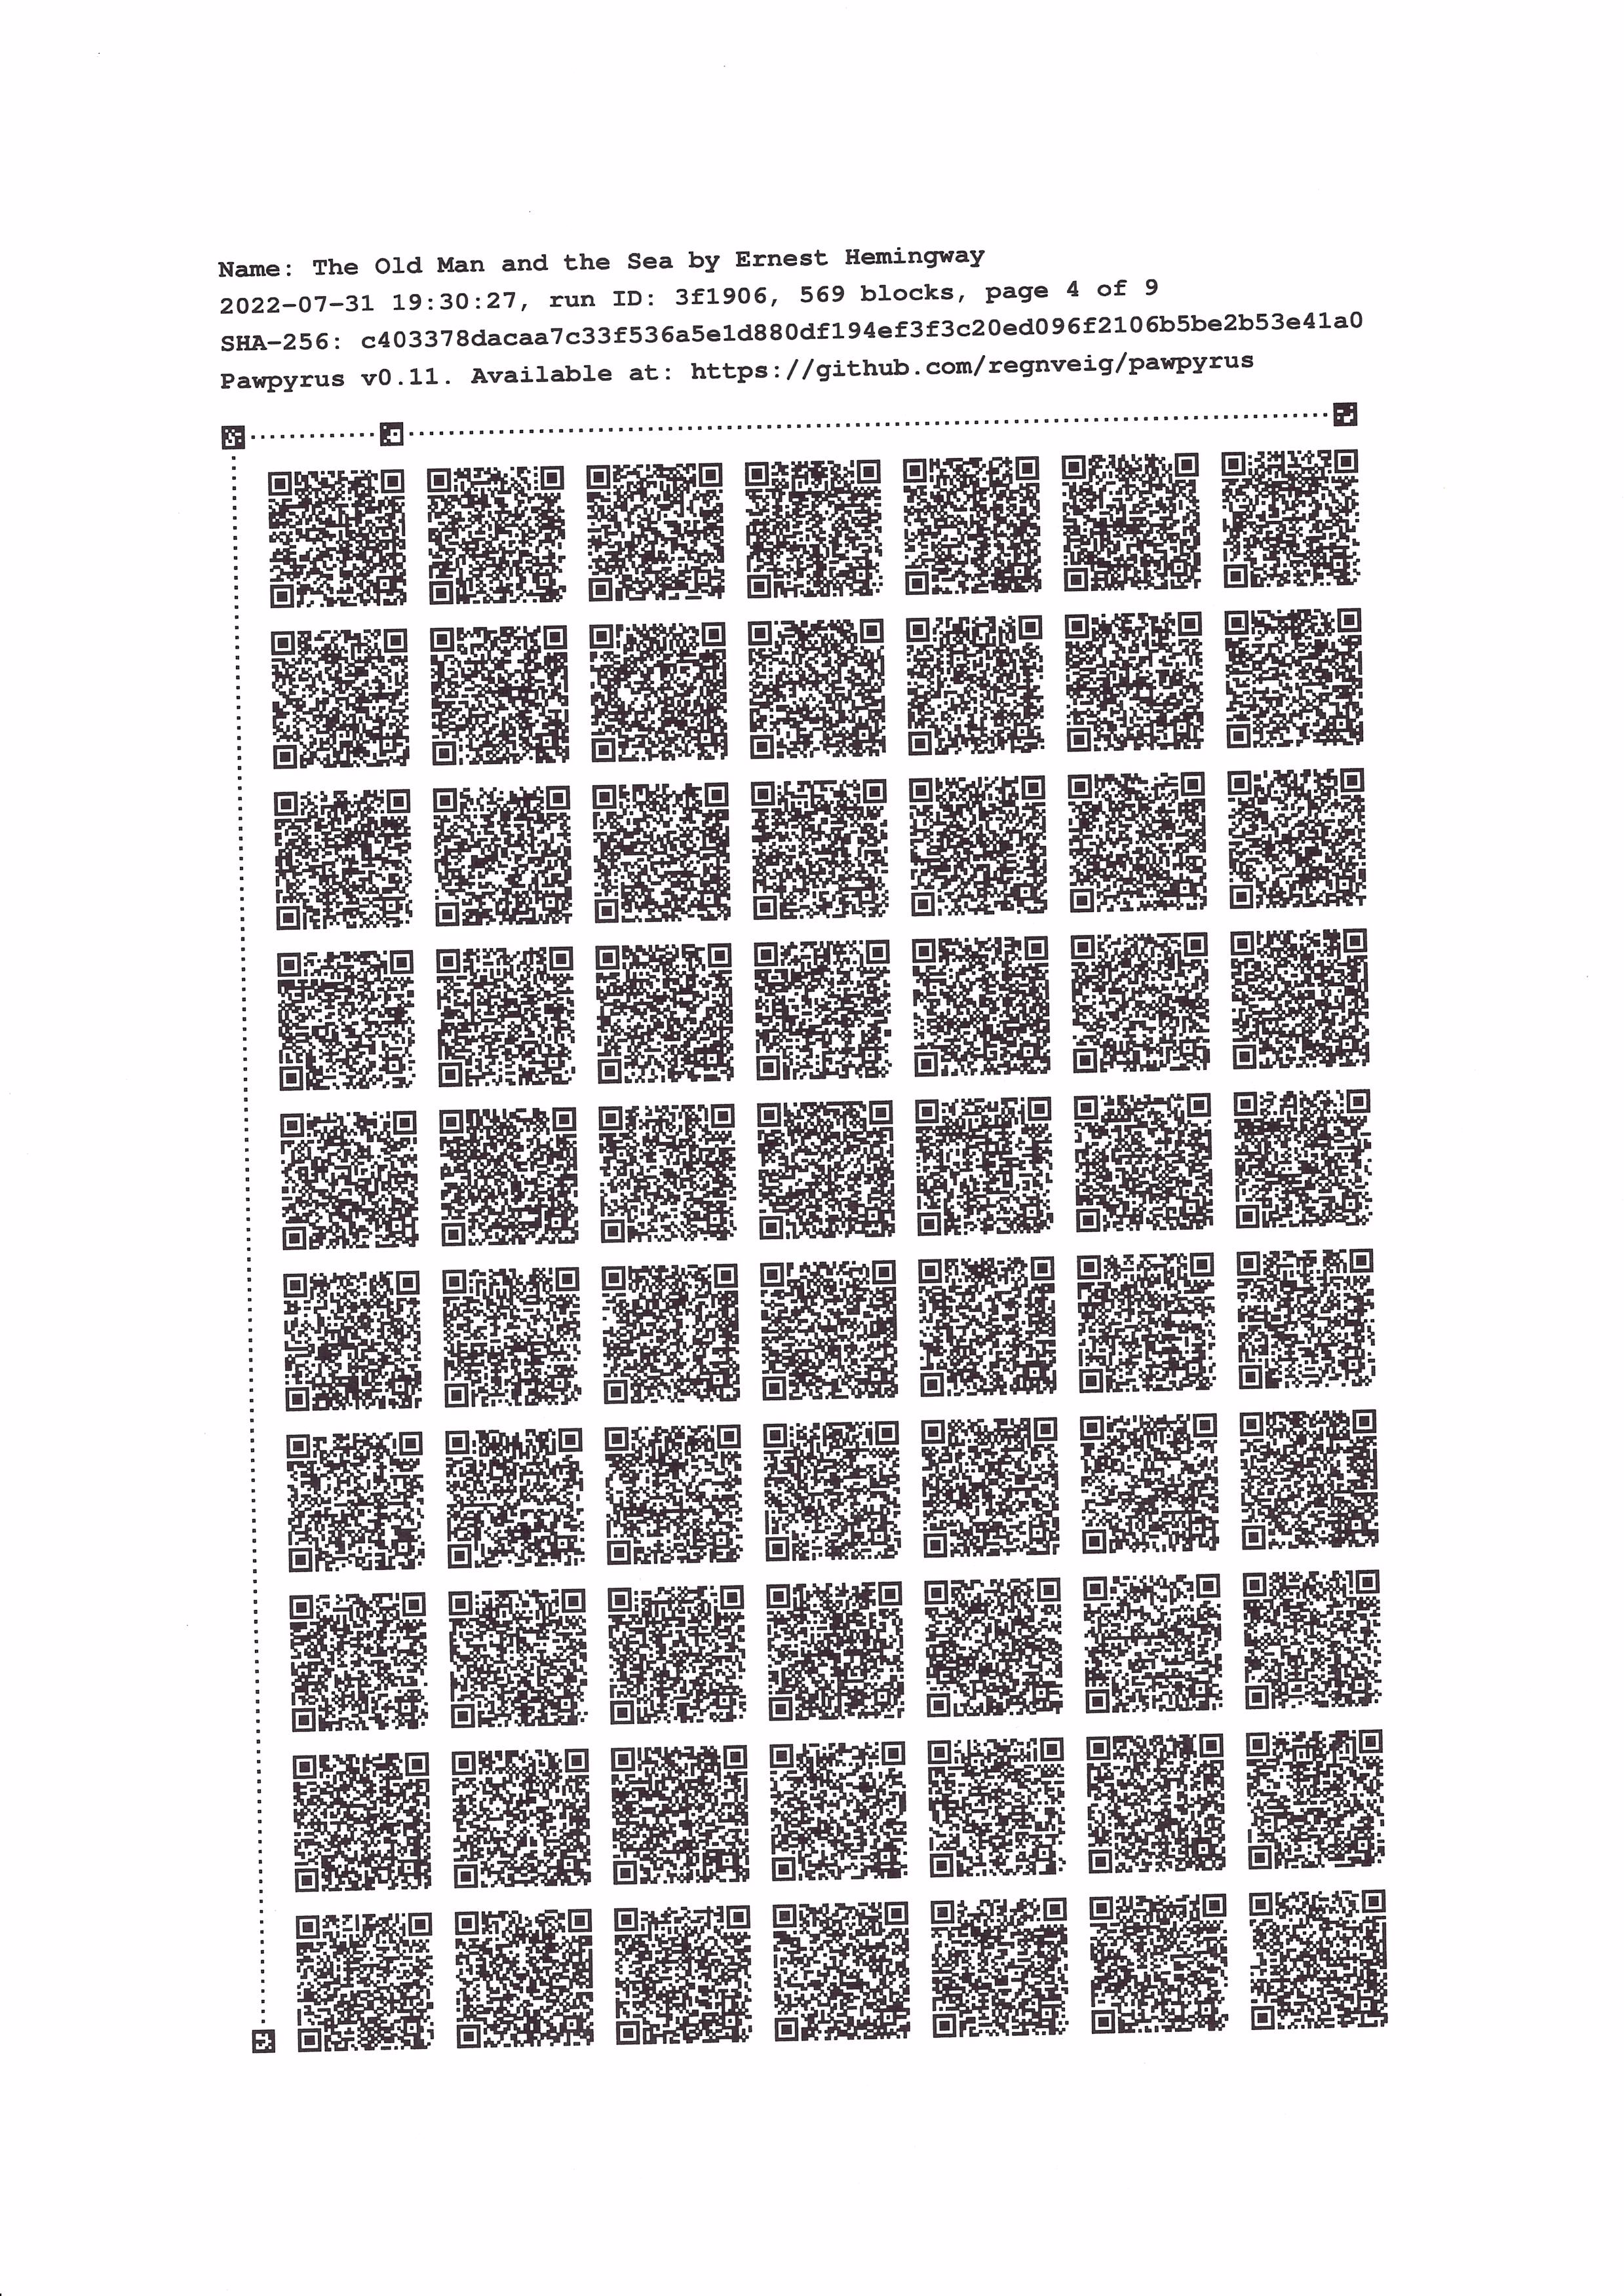 Name: The Old Man and the Sea by Ernest Hemingway
2022-07-31 19:30:27, run ID: 3f1906, 569 blocks, page 4 of 9
SHA-256: c403378dacaa7c33f536a5e1d880df194ef3f3c20ed096f2106b5be2b53e41a0
Pawpyrus v0.11. Available at: https://github.com/regnveig/pawpyrus